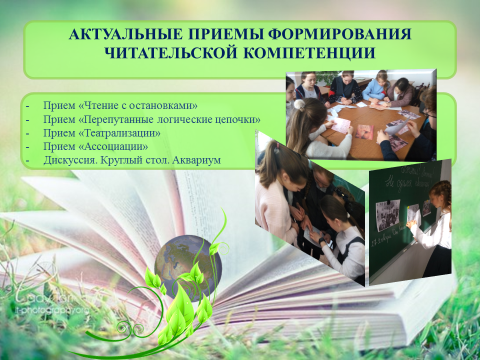 АКТУАЛЬНЫЕ ПРИЕМЫ ФОРМИРОВАНИЯ
ЧИТАТЕЛЬСКОЙ КОМПЕТЕНЦИИ
- Прием «Чтение с остановками»
- Прием «Перепутанные логические цепочки»
- Прием «Театрализации»
- Прием «Ассоциации»
- Дискуссия. Круглый стол. Аквариум